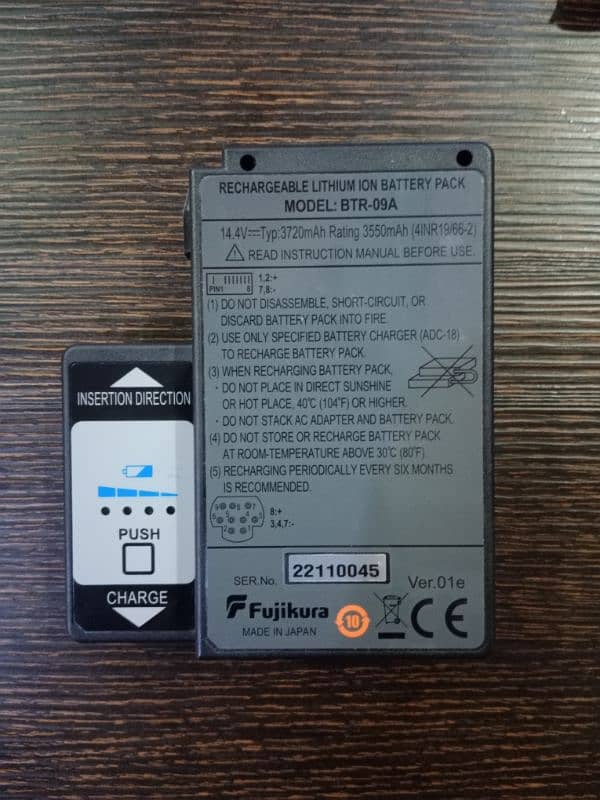 RECHARGEABLE LITHIUM ION BATTERY PACK
MODEL: BTR-09A
14.4V⎓Typ:3720mAh Rating 3550mAh (4INR19/66-2)
READ INSTRUCTION MANUAL BEFORE USE.
PIN1 8
1,2:+
7,8:-
(1) DO NOT DISASSEMBLE, SHORT-CIRCUIT, OR
DISCARD BATTERY PACK INTO FIRE.
(2) USE ONLY SPECIFIED BATTERY CHARGER (ADC-18)
TO RECHARGE BATTERY PACK.
(3) WHEN RECHARGING BATTERY PACK,
· DO NOT PLACE IN DIRECT SUNSHINE
OR HOT PLACE, 40℃ (104℉) OR HIGHER.
· DO NOT STACK AC ADAPTER AND BATTERY PACK.
(4) DO NOT STORE OR RECHARGE BATTERY PACK
AT ROOM-TEMPERATURE ABOVE 30℃ (80℉).
(5) RECHARGING PERIODICALLY EVERY SIX MONTHS
IS RECOMMENDED.
8:+
3,4,7:-
SER.No. 22110045 Ver.01e
Fujikura
MADE IN JAPAN
10
CE
INSERTION DIRECTION
PUSH
CHARGE